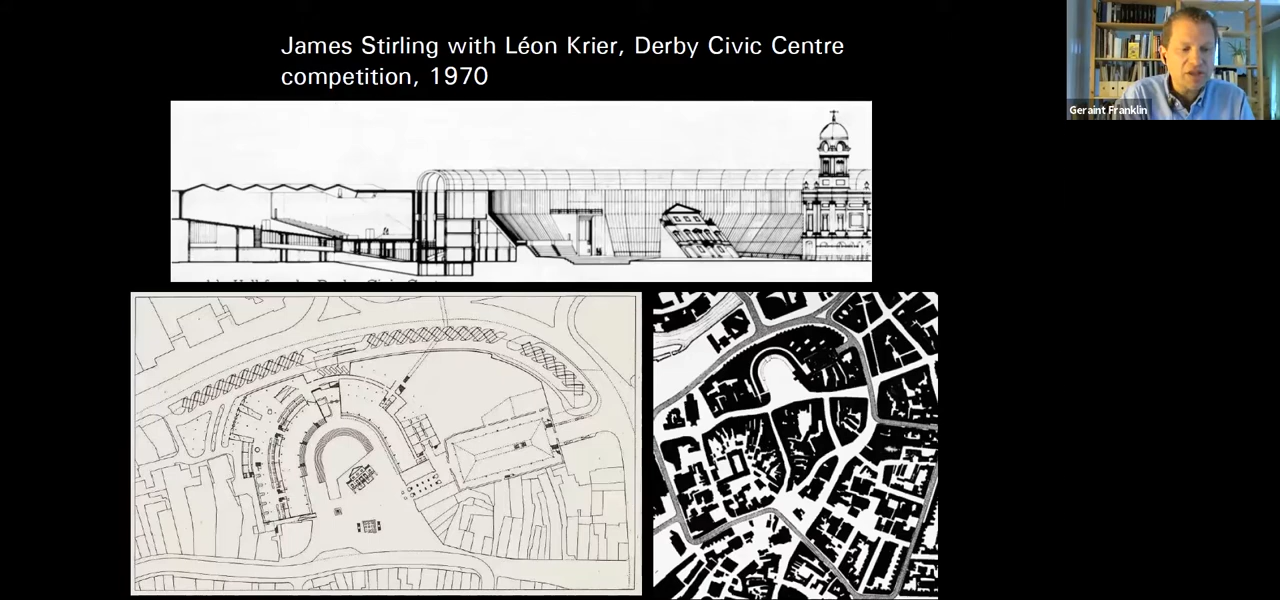 James Stirling with Léon Krier, Derby Civic Centre
competition, 1970
Geraint Franklin